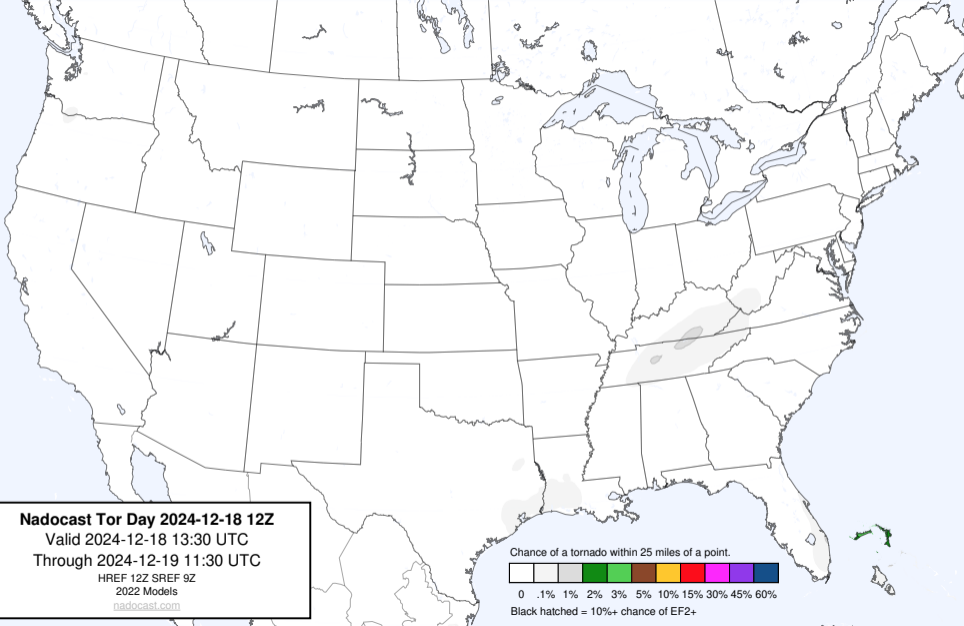 Nadocast Tor Day 2024-12-18 12Z
Valid 2024-12-18 13:30 UTC
Through 2024-12-19 11:30 UTC
HREF 12Z SREF 9Z
2022 Models
nadocast.com
Chance of a tornado within 25 miles of a point.
0 .1% 1% 2% 3% 5% 10% 15% 30% 45% 60%
Black hatched = 10%+ chance of EF2+